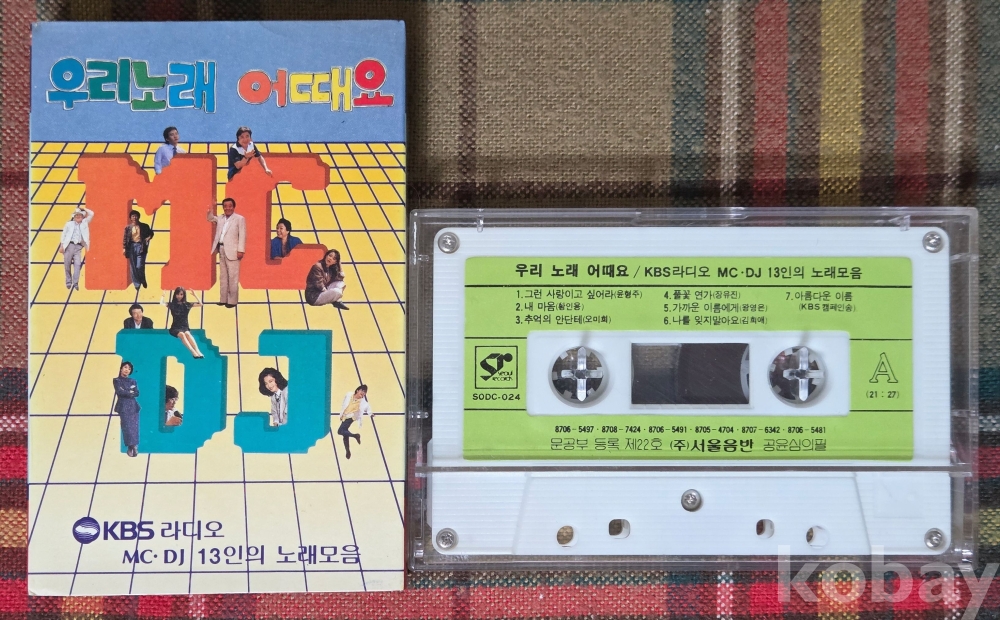 우리노래 어때요
MC
DJ
KBS 라디오
MC·DJ 13인의 노래모음
우리 노래 어때요 / KBS라디오 MC·DJ 13인의 노래모음
1.그런 사랑이고 싶어라(윤형주)
2.내 마음(황인용)
3.추억의 안단테(오미희)
4.풀꽃 연가(장유진)
5.가까운 이름에게(왕영은)
6.나를 잊지말아요(김희애)
7.아름다운 이름
(KBS캠페인송)
seoul
records
SODC-024
A
(21:27)
8706-5497·8708-7424·8706-5491·8705-4704·8707-6342·8706-5481
문공부 등록 제22호 (주)서울음반 공윤심의필
kobay